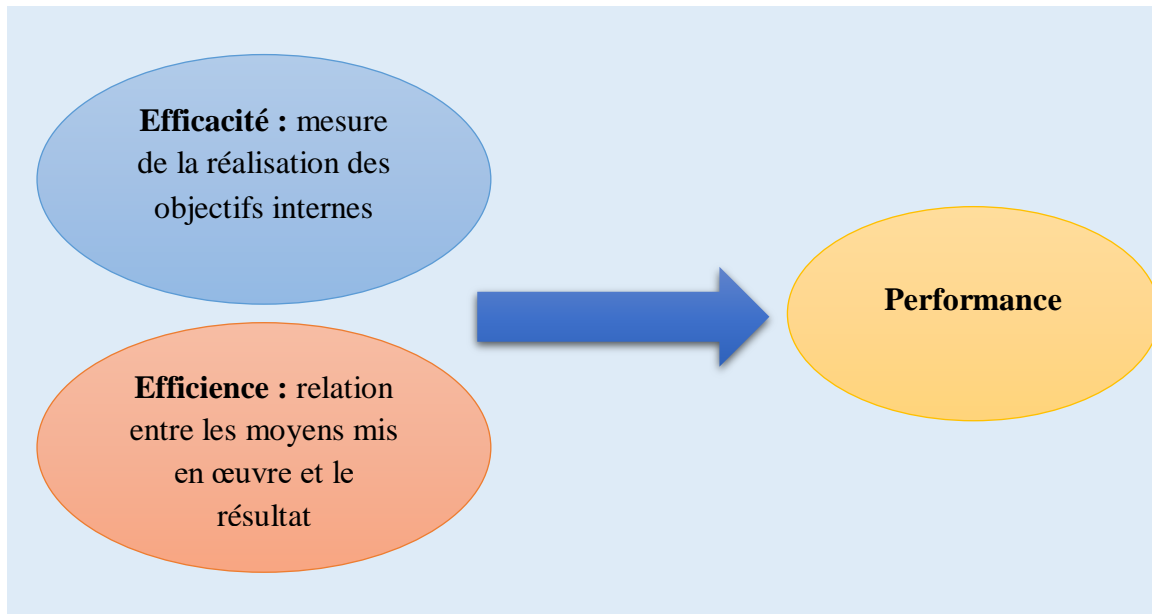 Efficacité : mesure
de la réalisation des
objectifs internes
Efficience : relation
entre les moyens mis
en œuvre et le
résultat
Performance